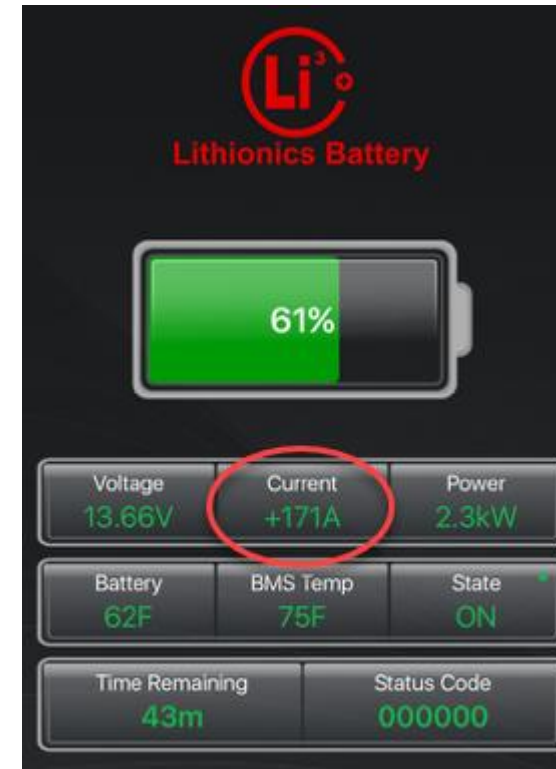 Li3+
Lithionics Battery
61%
Voltage Current Power
13.66V +171A 2.3kW
Battery BMS Temp State
62F 75F ON
Time Remaining Status Code
43m 000000